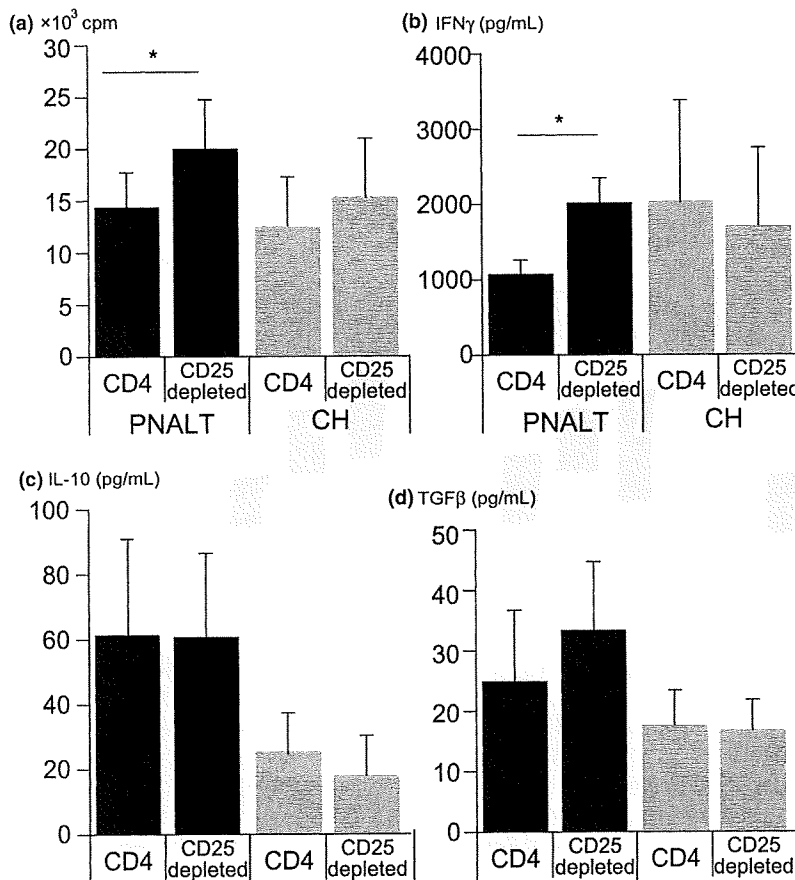 (a) ×10³ cpm
30
25
20
15
10
5
0
*
CD4
CD25 depleted
CD4
CD25 depleted
PNALT
CH
(b) IFNγ (pg/mL)
4000
3000
2000
1000
0
*
CD4
CD25 depleted
CD4
CD25 depleted
PNALT
CH
(c) IL-10 (pg/mL)
100
80
60
40
20
0
CD4
CD25 depleted
CD4
CD25 depleted
(d) TGFβ (pg/mL)
50
40
30
20
10
0
CD4
CD25 depleted
CD4
CD25 depleted